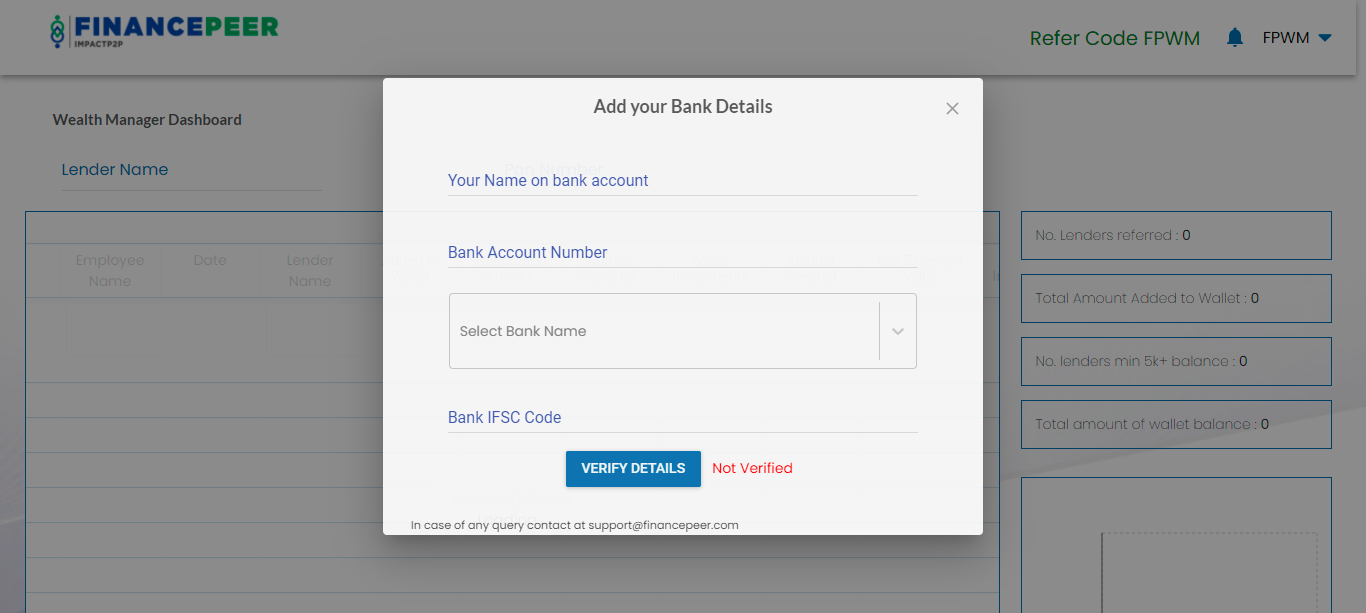 FINANCEPEER
IMPACTP2P
Refer Code FPWM
FPWM
Wealth Manager Dashboard
Lender Name
Pan Number
Employee
Name
Date
Lender
Name
Add your Bank Details
Your Name on bank account
Bank Account Number
Select Bank Name
Bank IFSC Code
VERIFY DETAILS
Not Verified
In case of any query contact at support@financepeer.com
Loading
No. Lenders referred : 0
Total Amount Added to Wallet : 0
No. lenders min 5k+ balance : 0
Total amount of wallet balance : 0